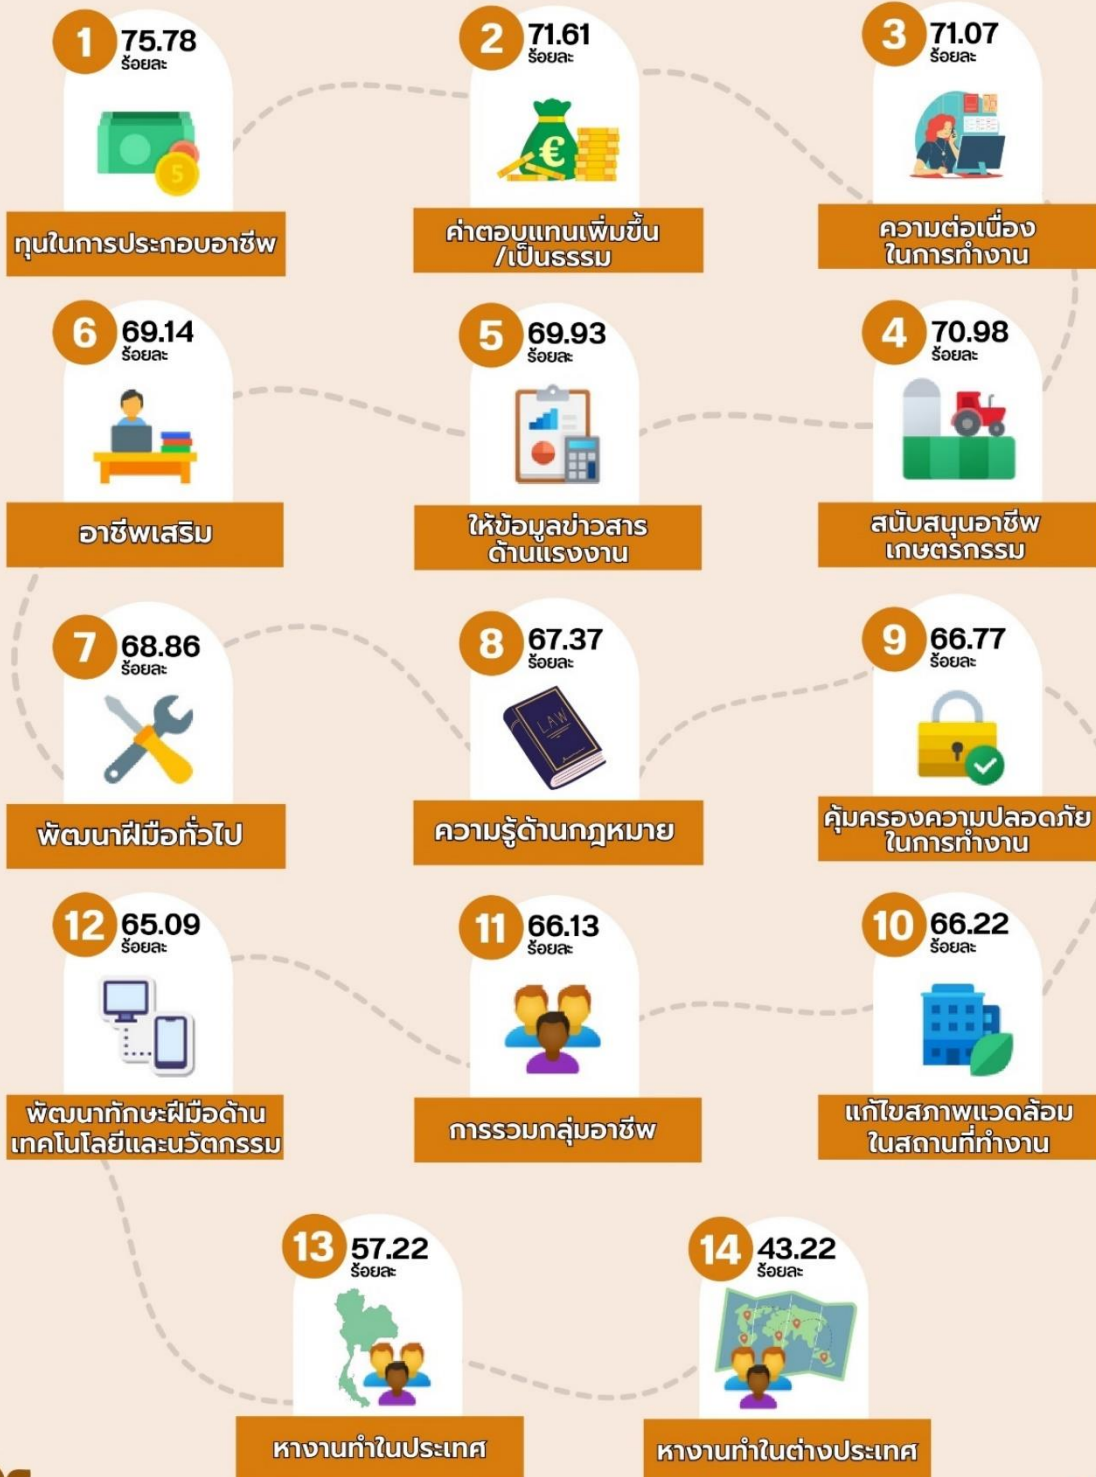 1 75.78
ร้อยละ
ทุนในการประกอบอาชีพ
2 71.61
ร้อยละ
€
ค่าตอบแทนเพิ่มขึ้น
/เป็นธรรม
3 71.07
ร้อยละ
ความต่อเนื่อง
ในการทำงาน
4 70.98
ร้อยละ
สนับสนุนอาชีพ
เกษตรกรรม
5 69.93
ร้อยละ
ให้ข้อมูลข่าวสาร
ด้านแรงงาน
6 69.14
ร้อยละ
อาชีพเสริม
7 68.86
ร้อยละ
พัฒนาฝีมือทั่วไป
8 67.37
ร้อยละ
LAW
ความรู้ด้านกฎหมาย
9 66.77
ร้อยละ
คุ้มครองความปลอดภัย
ในการทำงาน
10 66.22
ร้อยละ
แก้ไขสภาพแวดล้อม
ในสถานที่ทำงาน
11 66.13
ร้อยละ
การรวมกลุ่มอาชีพ
12 65.09
ร้อยละ
พัฒนาทักษะฝีมือด้าน
เทคโนโลยีและนวัตกรรม
13 57.22
ร้อยละ
หางานทำในประเทศ
14 43.22
ร้อยละ
หางานทำในต่างประเทศ